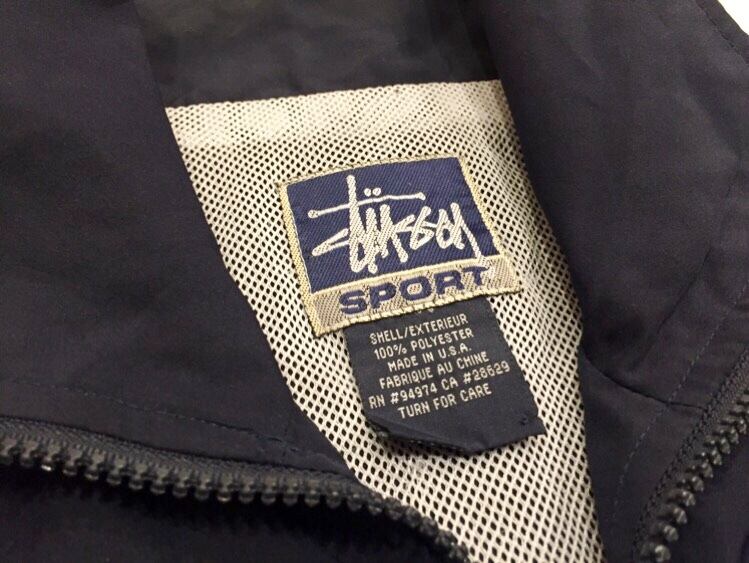 Stüssy
SPORT
SHELL/EXTERIEUR
100% POLYESTER
MADE IN U.S.A.
FABRIQUE AU CHINE
RN #94974 CA #28629
TURN FOR CARE